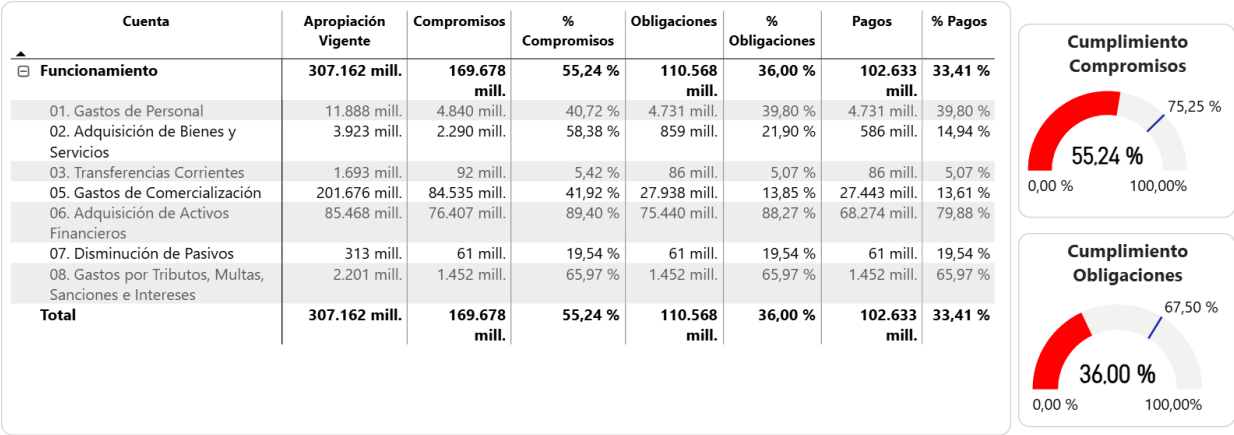 Cuenta Apropiación Vigente Compromisos % Compromisos Obligaciones % Obligaciones Pagos % Pagos
Funcionamiento 307.162 mill. 169.678 mill. 55,24 % 110.568 mill. 36,00 % 102.633 mill. 33,41 %
01. Gastos de Personal 11.888 mill. 4.840 mill. 40,72 % 4.731 mill. 39,80 % 4.731 mill. 39,80 %
02. Adquisición de Bienes y Servicios 3.923 mill. 2.290 mill. 58,38 % 859 mill. 21,90 % 586 mill. 14,94 %
03. Transferencias Corrientes 1.693 mill. 92 mill. 5,42 % 86 mill. 5,07 % 86 mill. 5,07 %
05. Gastos de Comercialización 201.676 mill. 84.535 mill. 41,92 % 27.938 mill. 13,85 % 27.443 mill. 13,61 %
06. Adquisición de Activos Financieros 85.468 mill. 76.407 mill. 89,40 % 75.440 mill. 88,27 % 68.274 mill. 79,88 %
07. Disminución de Pasivos 313 mill. 61 mill. 19,54 % 61 mill. 19,54 % 61 mill. 19,54 %
08. Gastos por Tributos, Multas, Sanciones e Intereses 2.201 mill. 1.452 mill. 65,97 % 1.452 mill. 65,97 % 1.452 mill. 65,97 %
Total 307.162 mill. 169.678 mill. 55,24 % 110.568 mill. 36,00 % 102.633 mill. 33,41 %
Cumplimiento
Compromisos
75,25 %
55,24 %
0,00 % 100,00%
Cumplimiento
Obligaciones
67,50 %
36,00 %
0,00 % 100,00%